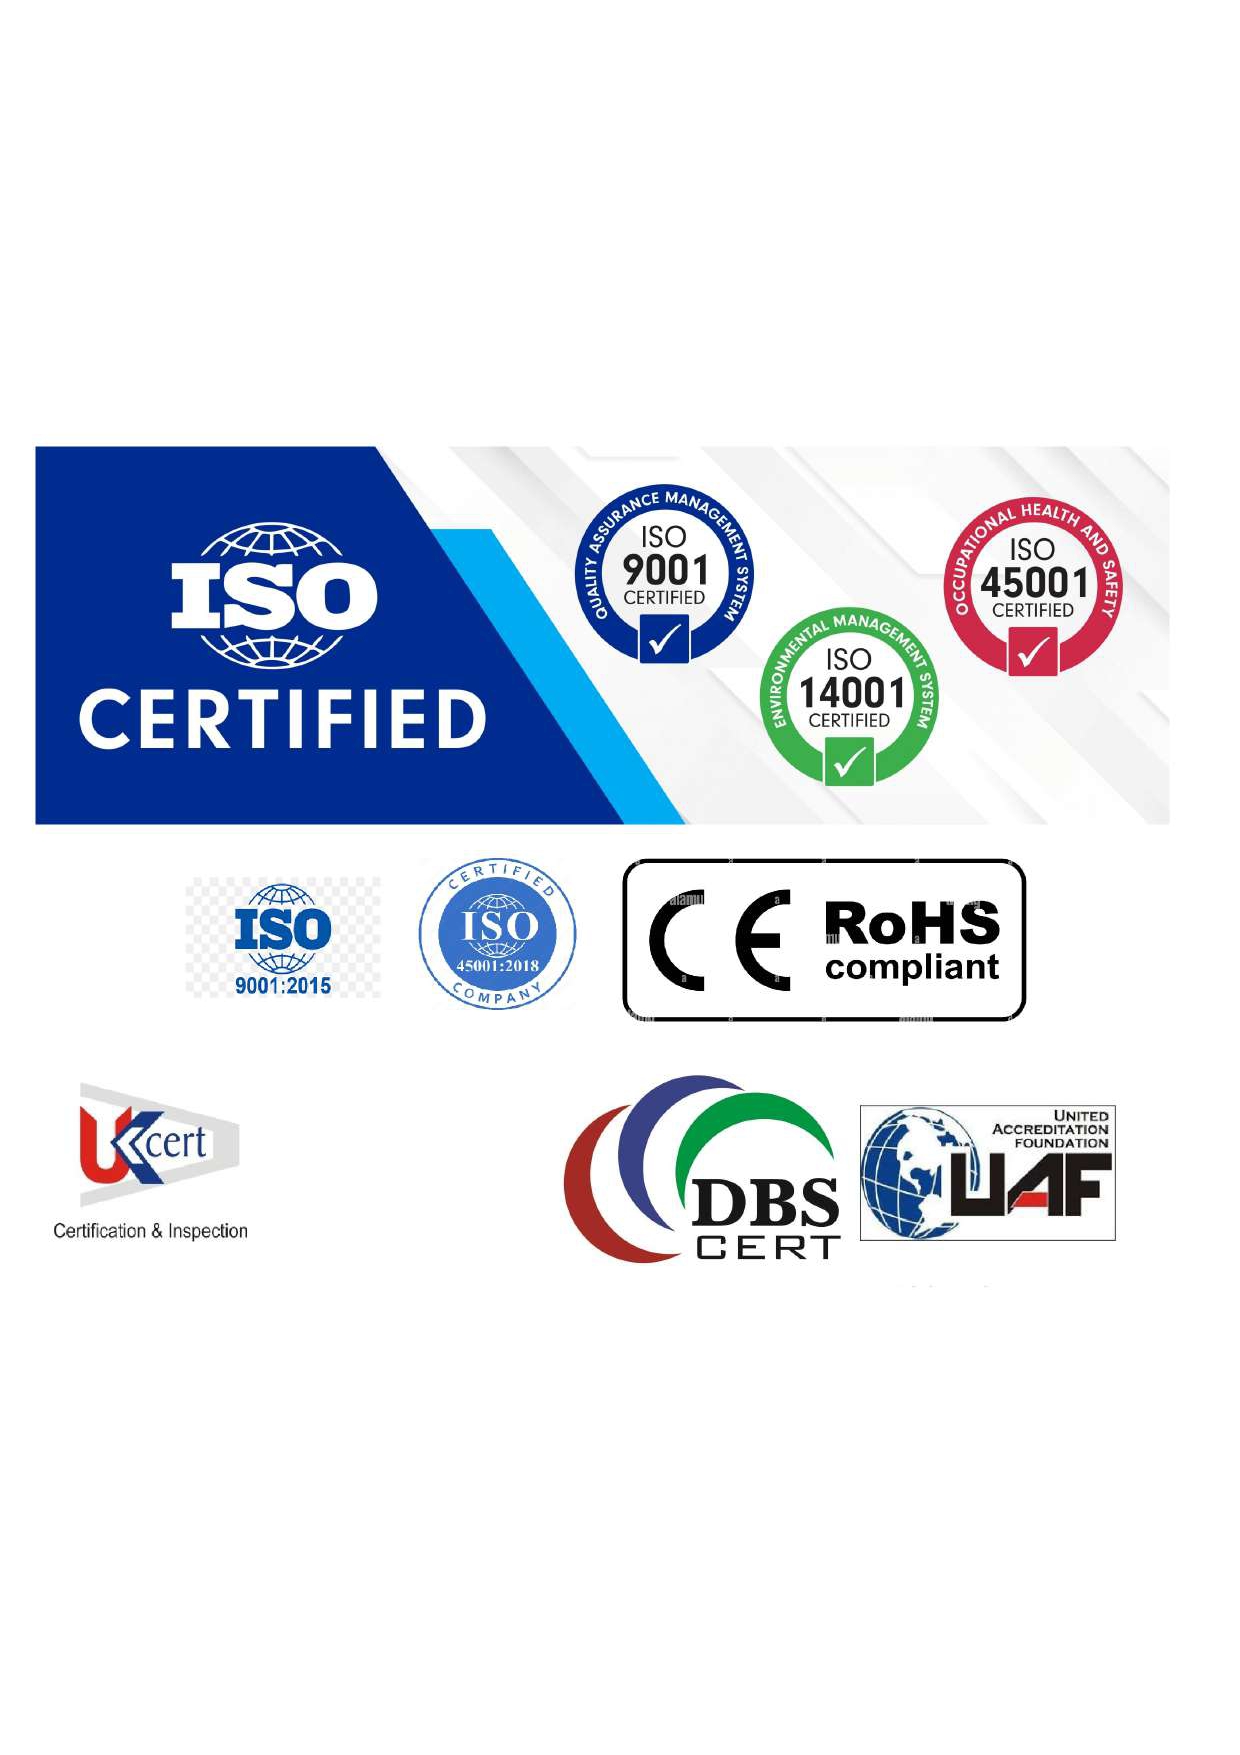 ISO
CERTIFIED
QUALITY ASSURANCE MANAGEMENT SYSTEM
ISO
9001
CERTIFIED
ENVIRONMENTAL MANAGEMENT SYSTEM
ISO
14001
CERTIFIED
OCCUPATIONAL HEALTH AND SAFETY
ISO
45001
CERTIFIED
ISO
9001:2015
CERTIFIED
ISO
45001:2018
COMPANY
CE
RoHS
compliant
UKcert
Certification & Inspection
DBS
CERT
UNITED
ACCREDITATION
FOUNDATION
UAF